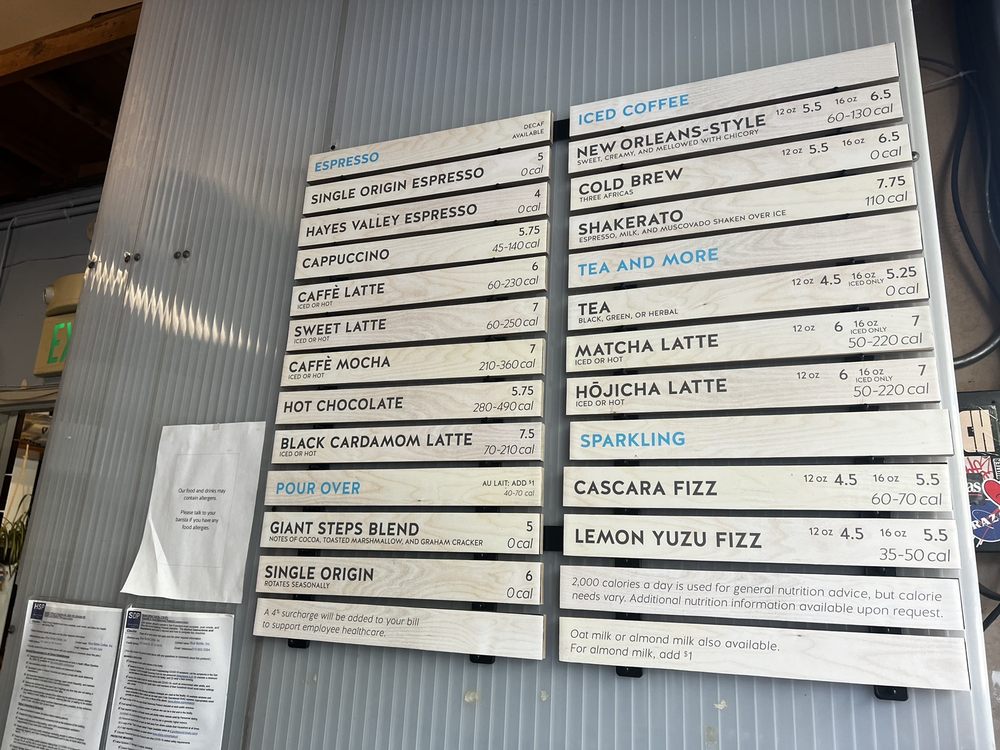 ESPRESSO
DECAF
AVAILABLE
SINGLE ORIGIN ESPRESSO 5
0 cal
HAYES VALLEY ESPRESSO 4
0 cal
CAPPUCCINO 5.75
45-140 cal
CAFFÈ LATTE 6
ICED OR HOT 60-230 cal
SWEET LATTE 7
ICED OR HOT 60-250 cal
CAFFÈ MOCHA 7
ICED OR HOT 210-360 cal
HOT CHOCOLATE 5.75
280-490 cal
BLACK CARDAMOM LATTE 7.5
ICED OR HOT 70-210 cal
POUR OVER AU LAIT: ADD $1
40-70 cal
GIANT STEPS BLEND 5
NOTES OF COCOA, TOASTED MARSHMALLOW, AND GRAHAM CRACKER 0 cal
SINGLE ORIGIN 6
ROTATES SEASONALLY 0 cal
A 4% surcharge will be added to your bill
to support employee healthcare.
ICED COFFEE
NEW ORLEANS-STYLE 12 oz 5.5 16 oz 6.5
SWEET, CREAMY, AND MELLOWED WITH CHICORY 60-130 cal
COLD BREW 12 oz 5.5 16 oz 6.5
THREE AFRICAS 0 cal
SHAKERATO 7.75
ESPRESSO, MILK, AND MUSCOVADO SHAKEN OVER ICE 110 cal
TEA AND MORE
TEA 12 oz 4.5 16 oz ICED ONLY 5.25
BLACK, GREEN, OR HERBAL 0 cal
MATCHA LATTE 12 oz 6 16 oz ICED ONLY 7
ICED OR HOT 50-220 cal
HŌJICHA LATTE 12 oz 6 16 oz ICED ONLY 7
ICED OR HOT 50-220 cal
SPARKLING
CASCARA FIZZ 12 oz 4.5 16 oz 5.5
60-70 cal
LEMON YUZU FIZZ 12 oz 4.5 16 oz 5.5
35-50 cal
2,000 calories a day is used for general nutrition advice, but calorie
needs vary. Additional nutrition information available upon request.
Oat milk or almond milk also available.
For almond milk, add $1
Our food and drinks may
contain allergens.
Please talk to your
barista if you have any
food allergies
EX
HSP
SDP